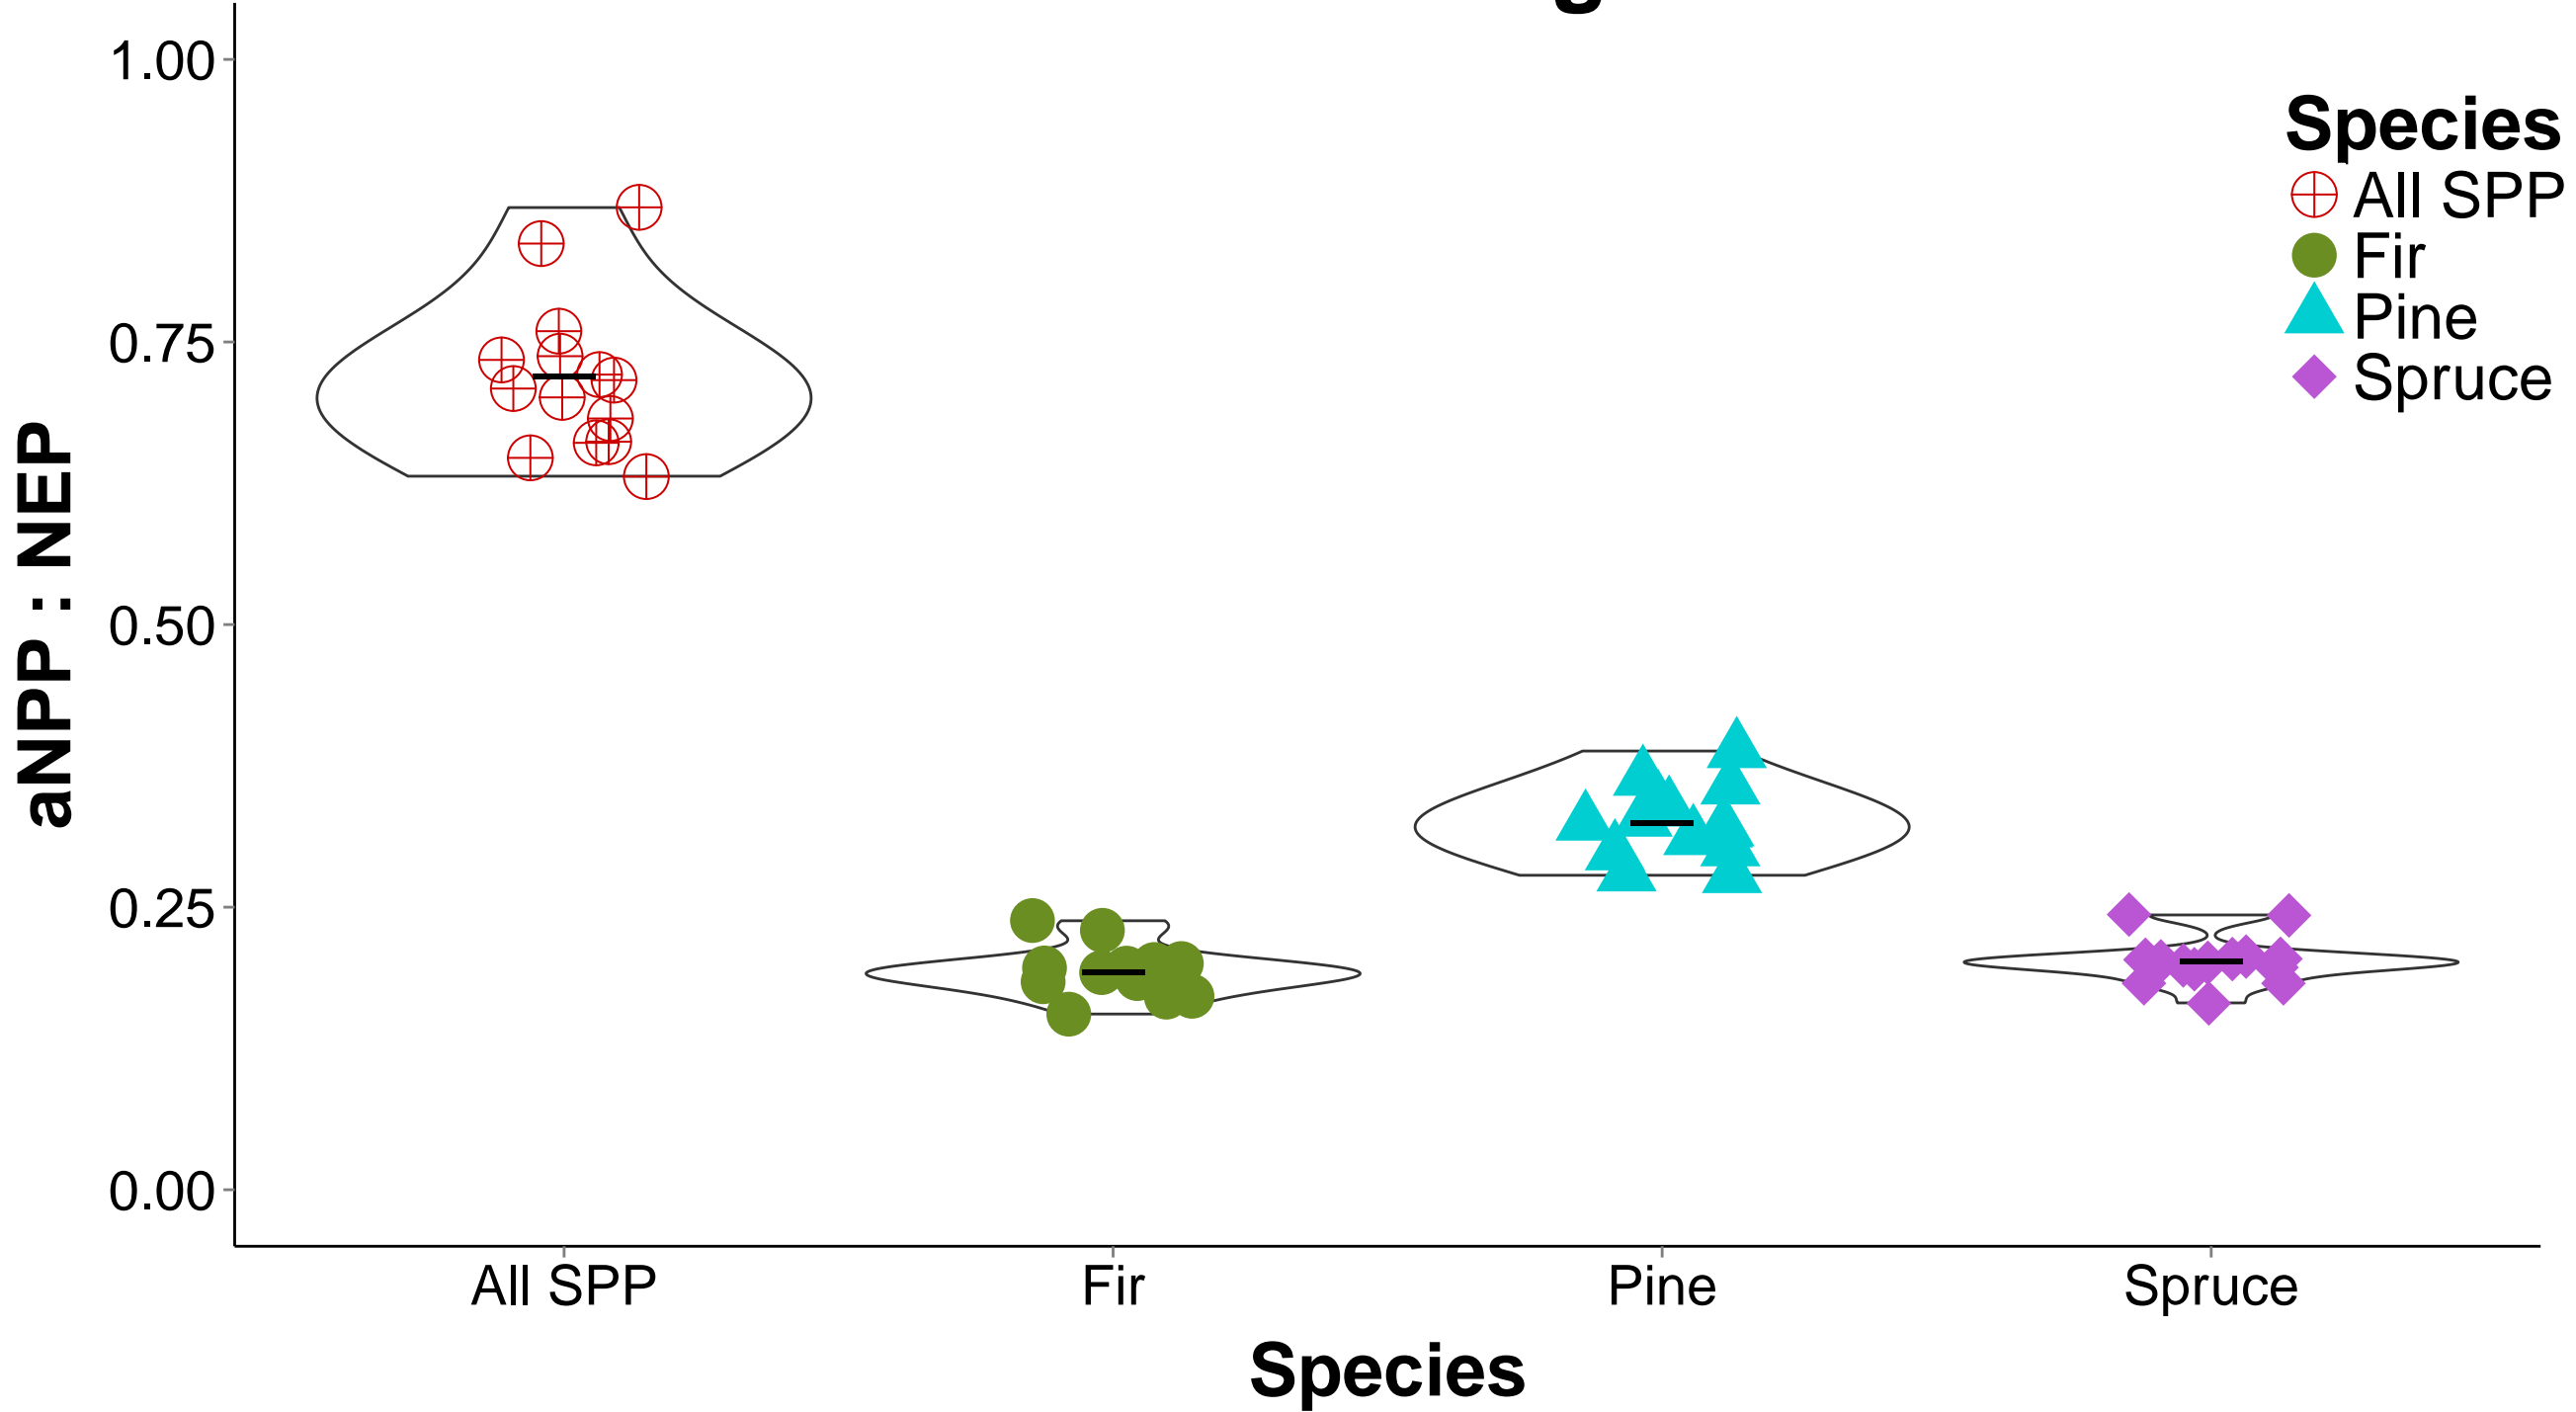 1.00
0.75
0.50
0.25
0.00
aNPP : NEP
Species
All SPP
Fir
Pine
Spruce
All SPP
Fir
Pine
Spruce
Species